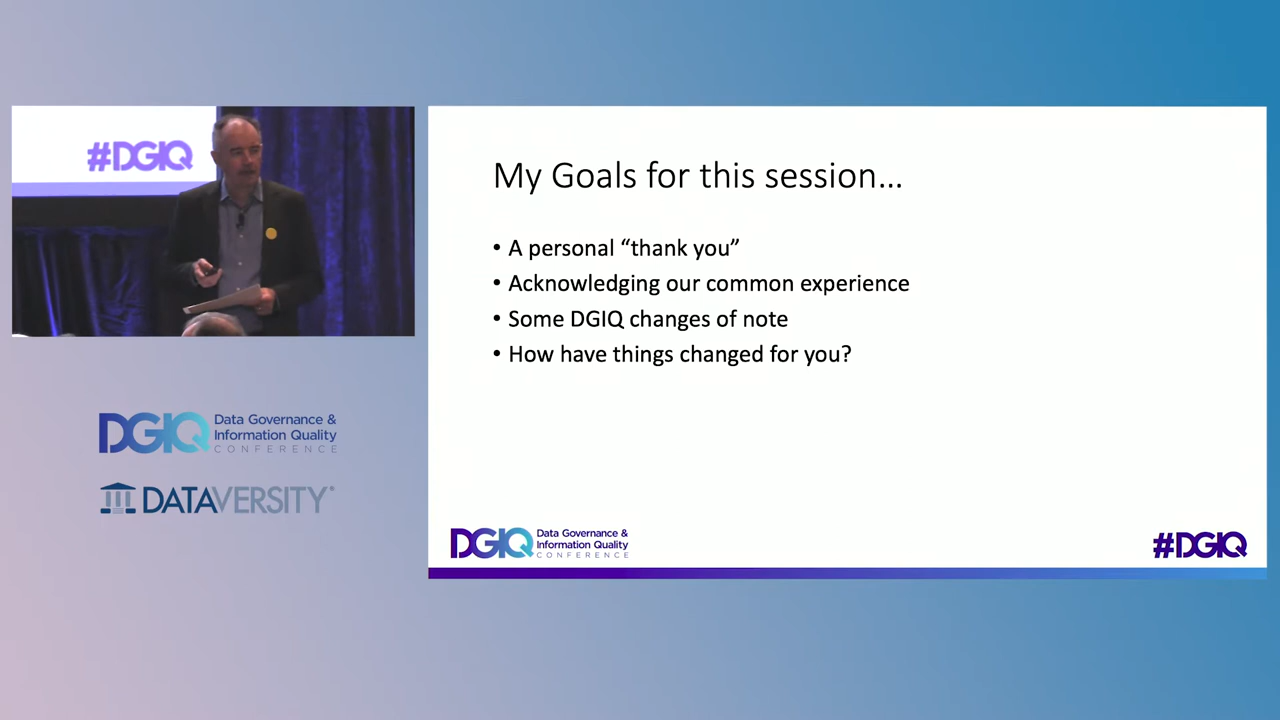 #DGIQ
My Goals for this session...
• A personal “thank you”
• Acknowledging our common experience
• Some DGIQ changes of note
• How have things changed for you?
DGIQ Data Governance &
Information Quality
CONFERENCE
DATAVERSITY
DGIQ Data Governance &
Information Quality
CONFERENCE
#DGIQ